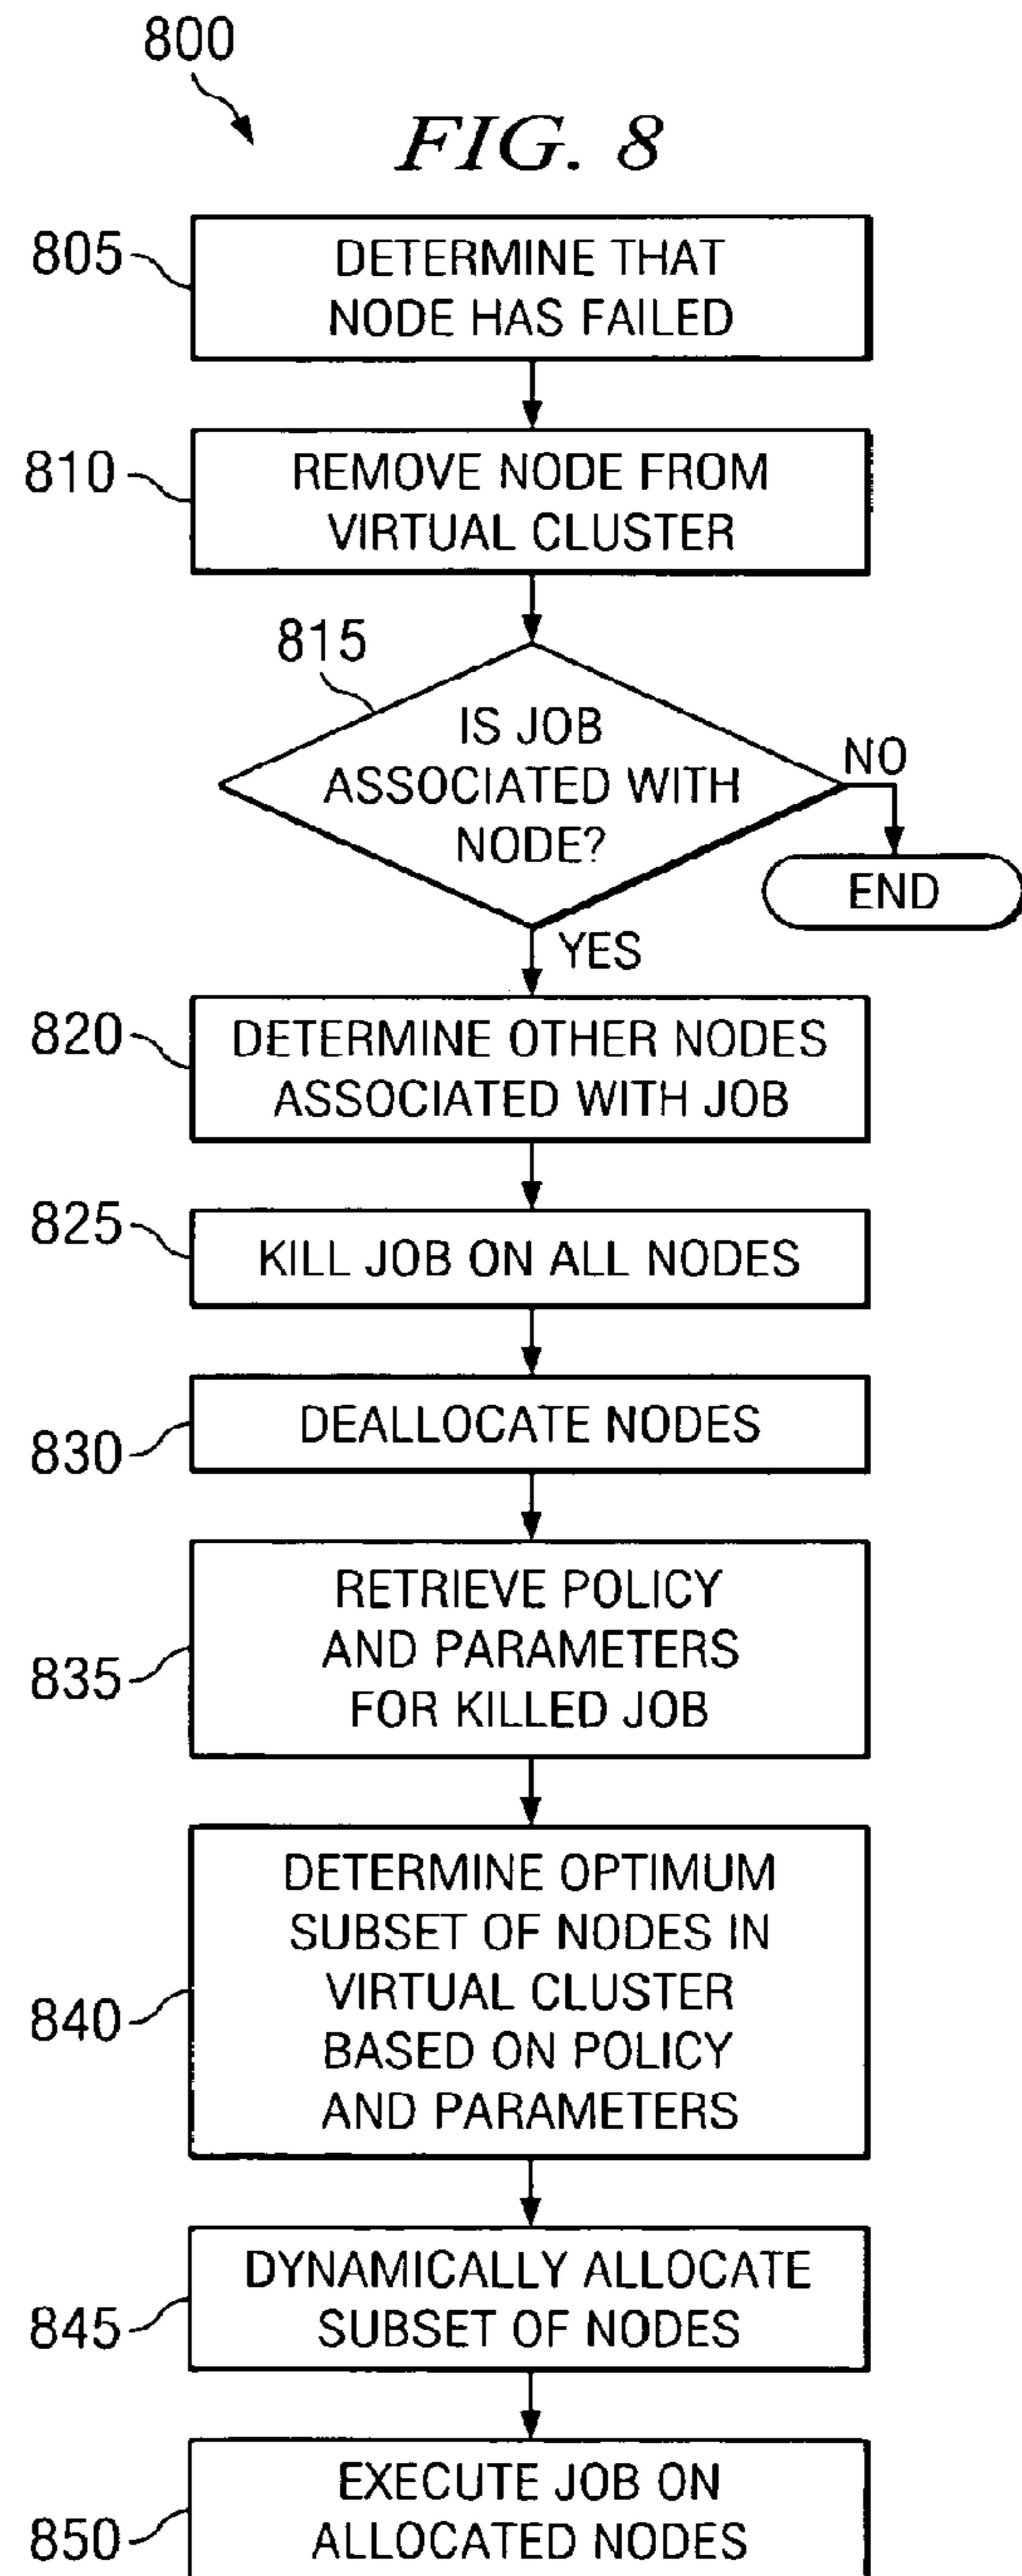 800
FIG. 8
805
DETERMINE THAT
NODE HAS FAILED
810
REMOVE NODE FROM
VIRTUAL CLUSTER
815
IS JOB
ASSOCIATED WITH
NODE?
NO
END
YES
820
DETERMINE OTHER NODES
ASSOCIATED WITH JOB
825
KILL JOB ON ALL NODES
830
DEALLOCATE NODES
835
RETRIEVE POLICY
AND PARAMETERS
FOR KILLED JOB
840
DETERMINE OPTIMUM
SUBSET OF NODES IN
VIRTUAL CLUSTER
BASED ON POLICY
AND PARAMETERS
845
DYNAMICALLY ALLOCATE
SUBSET OF NODES
850
EXECUTE JOB ON
ALLOCATED NODES